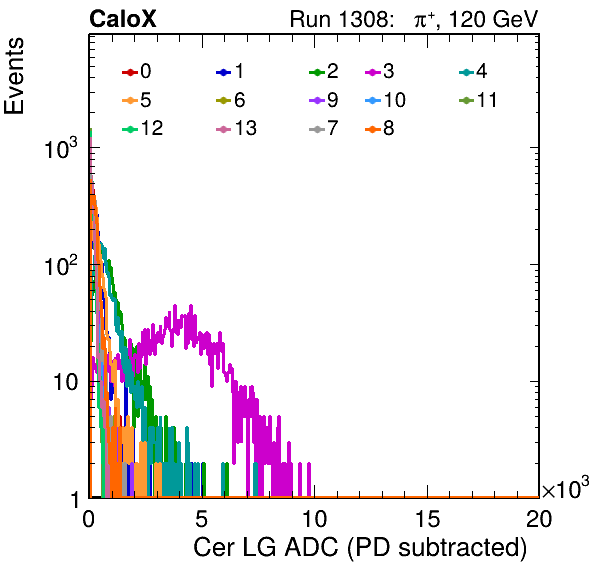 CaloX Run 1308: π⁺, 120 GeV
Events
0 1 2 3 4
5 6 9 10 11
12 13 7 8
10³
10²
10
1
0 5 10 15 20 ×10³
Cer LG ADC (PD subtracted)